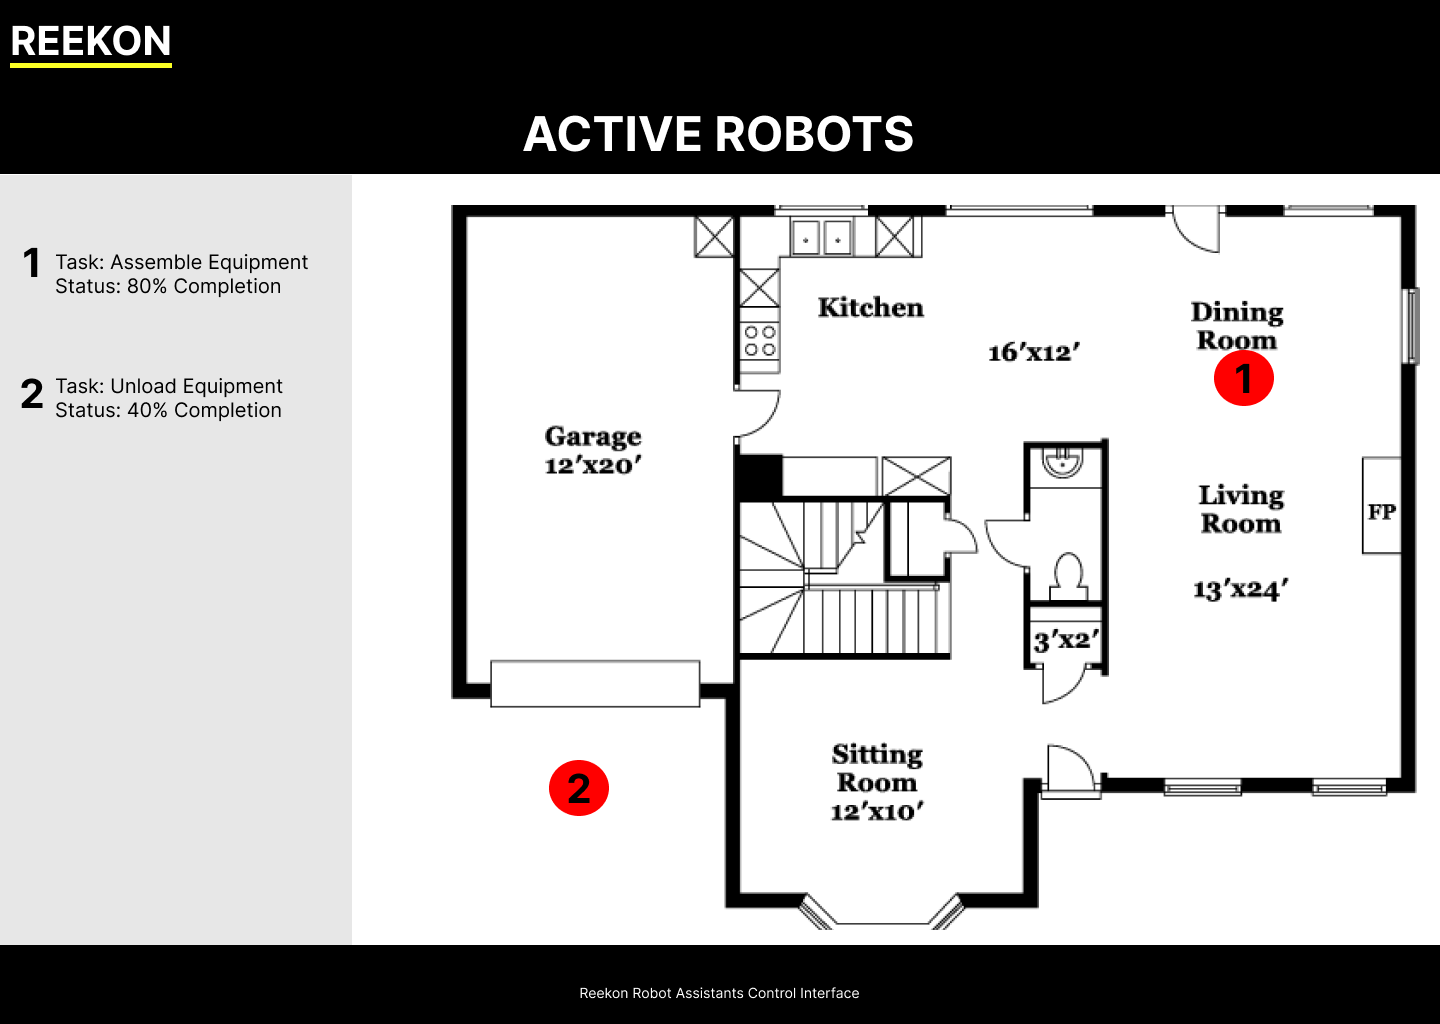 REEKON
ACTIVE ROBOTS
1
Task: Assemble Equipment
Status: 80% Completion
2
Task: Unload Equipment
Status: 40% Completion
Kitchen
16'x12'
Dining
Room
1
Garage
12'x20'
Living
Room
FP
13'x24'
3'x2'
Sitting
Room
12'x10'
2
Reekon Robot Assistants Control Interface